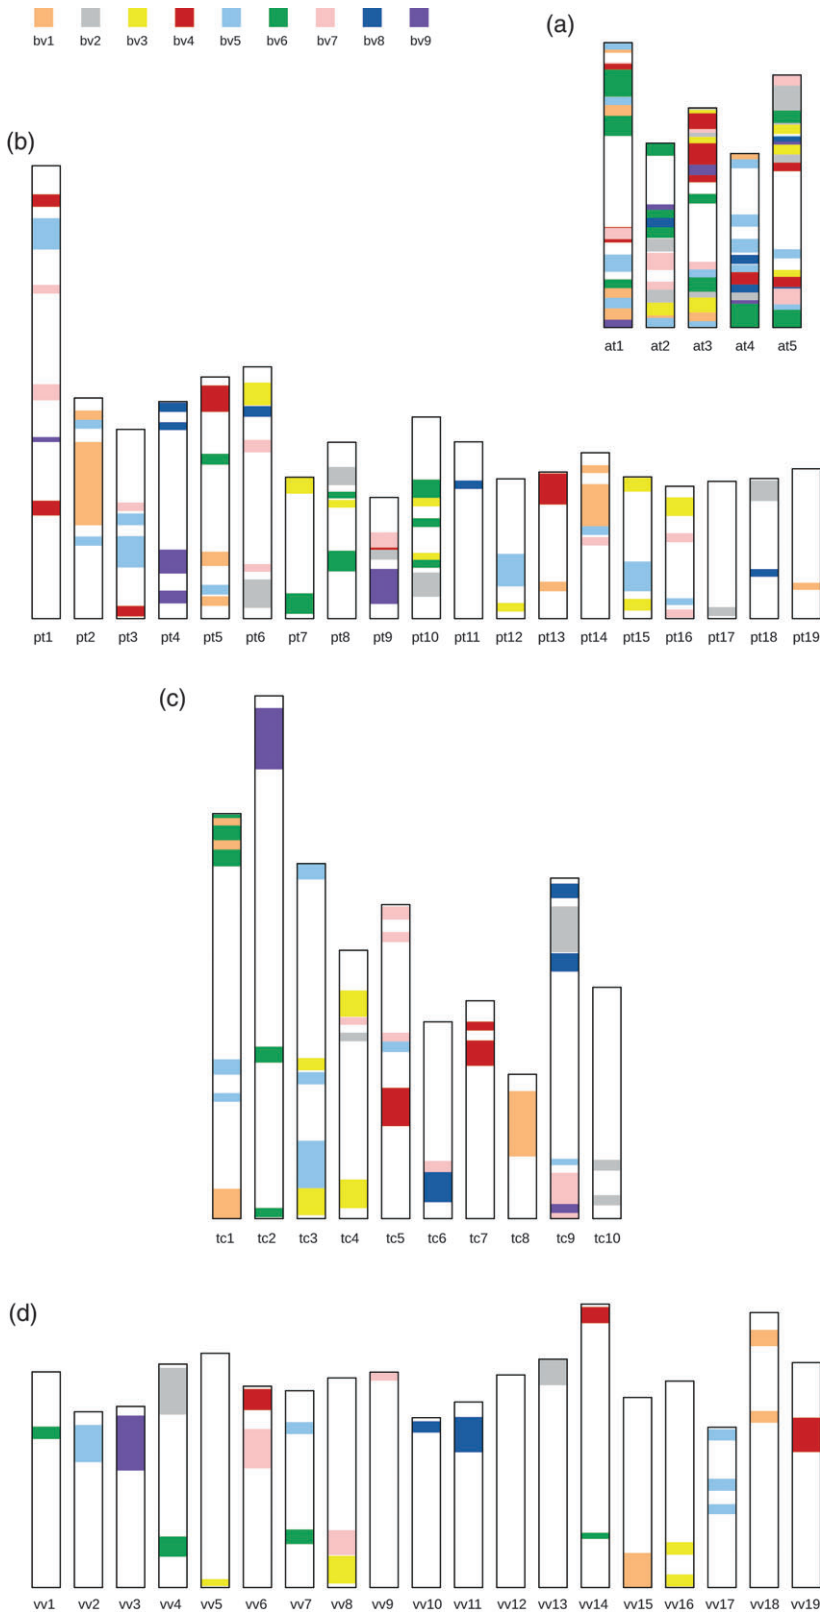 bv1 bv2 bv3 bv4 bv5 bv6 bv7 bv8 bv9
(a)
at1 at2 at3 at4 at5
(b)
pt1 pt2 pt3 pt4 pt5 pt6 pt7 pt8 pt9 pt10 pt11 pt12 pt13 pt14 pt15 pt16 pt17 pt18 pt19
(c)
tc1 tc2 tc3 tc4 tc5 tc6 tc7 tc8 tc9 tc10
(d)
vv1 vv2 vv3 vv4 vv5 vv6 vv7 vv8 vv9 vv10 vv11 vv12 vv13 vv14 vv15 vv16 vv17 vv18 vv19